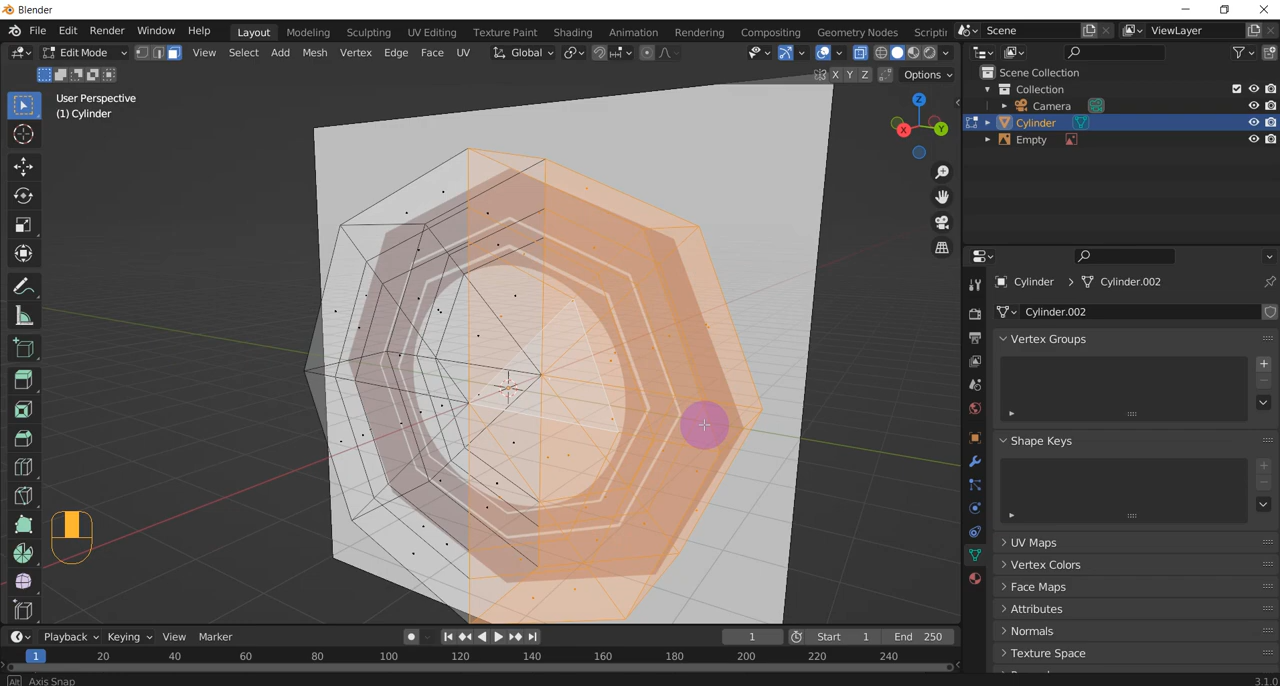 Blender
File Edit Render Window Help Layout Modeling Sculpting UV Editing Texture Paint Shading Animation Rendering Compositing Geometry Nodes Scriptin Scene ViewLayer
Edit Mode View Select Add Mesh Vertex Edge Face UV Global
X Y Z Options
User Perspective
(1) Cylinder
Z
X
Y
Scene Collection
Collection
Camera
Cylinder
Empty
Cylinder > Cylinder.002
Cylinder.002
Vertex Groups
Shape Keys
UV Maps
Vertex Colors
Face Maps
Attributes
Normals
Texture Space
Playback Keying View Marker 1 Start 1 End 250
1 20 40 60 80 100 120 140 160 180 200 220 240
Alt Axis Snap 3.1.0